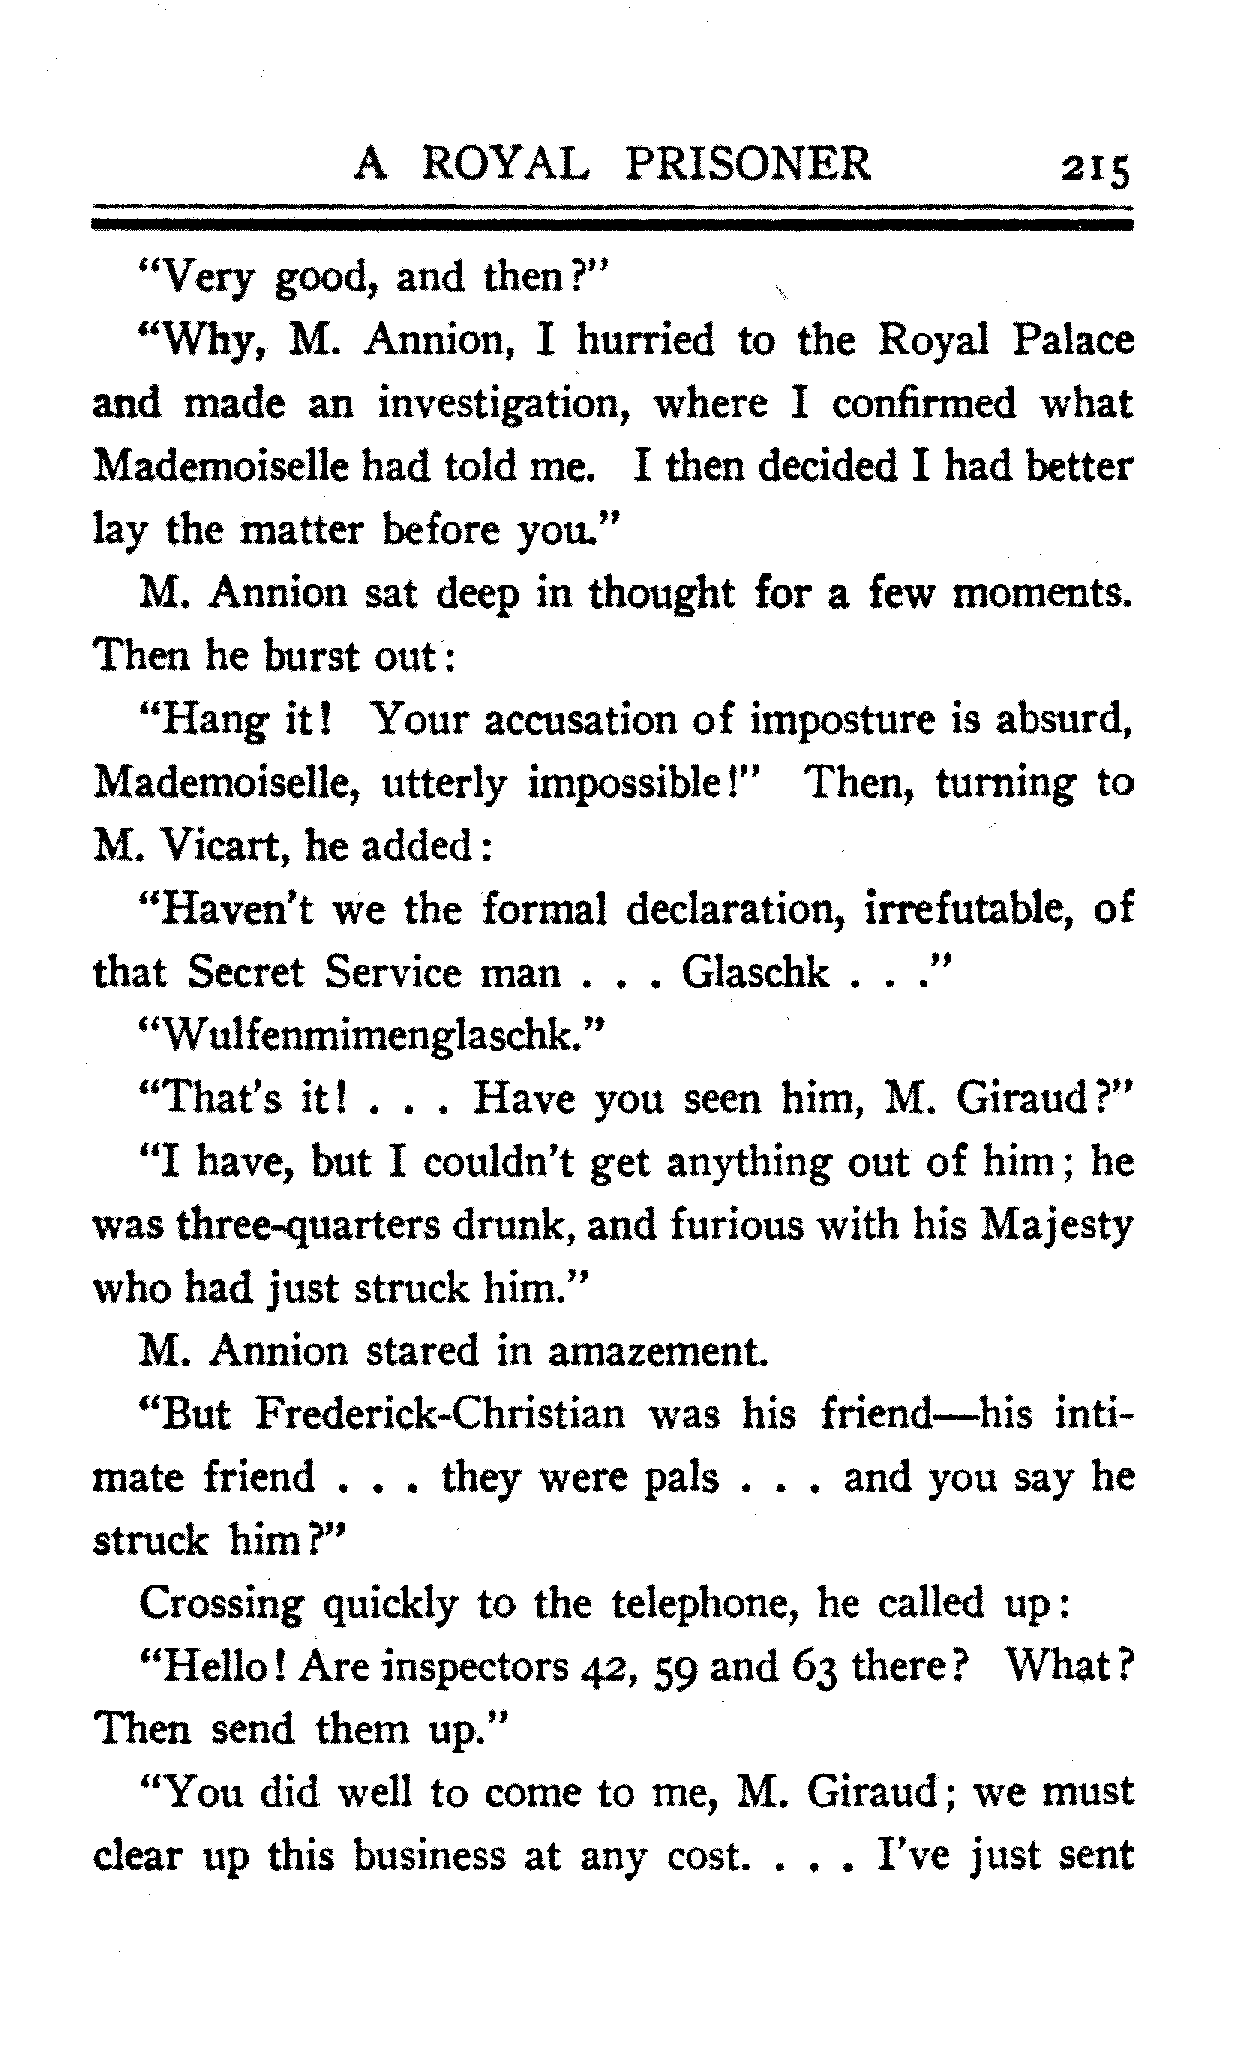 A ROYAL PRISONER 215
"Very good, and then?"
"Why, M. Annion, I hurried to the Royal Palace
and made an investigation, where I confirmed what
Mademoiselle had told me. I then decided I had better
lay the matter before you."
M. Annion sat deep in thought for a few moments.
Then he burst out:
"Hang it! Your accusation of imposture is absurd,
Mademoiselle, utterly impossible!" Then, turning to
M. Vicart, he added:
"Haven't we the formal declaration, irrefutable, of
that Secret Service man . . . Glaschk . . ."
"Wulfenmimenglaschk."
"That's it! . . . Have you seen him, M. Giraud?"
"I have, but I couldn't get anything out of him; he
was three-quarters drunk, and furious with his Majesty
who had just struck him."
M. Annion stared in amazement.
"But Frederick-Christian was his friend—his inti-
mate friend . . . they were pals . . . and you say he
struck him?"
Crossing quickly to the telephone, he called up:
"Hello! Are inspectors 42, 59 and 63 there? What?
Then send them up."
"You did well to come to me, M. Giraud; we must
clear up this business at any cost. . . . I've just sent